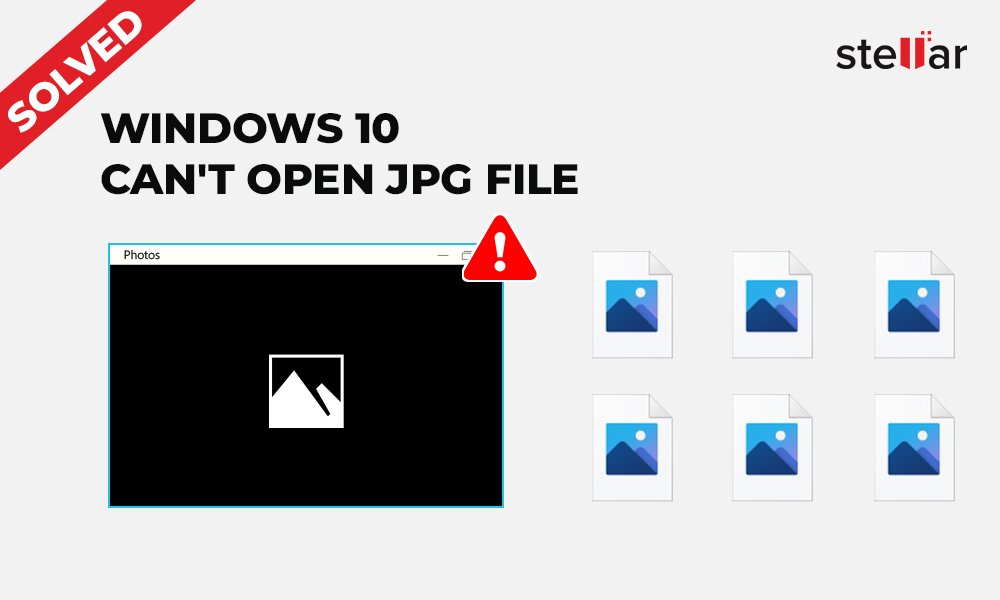 SOLVED
stellar
WINDOWS 10
CAN'T OPEN JPG FILE
Photos